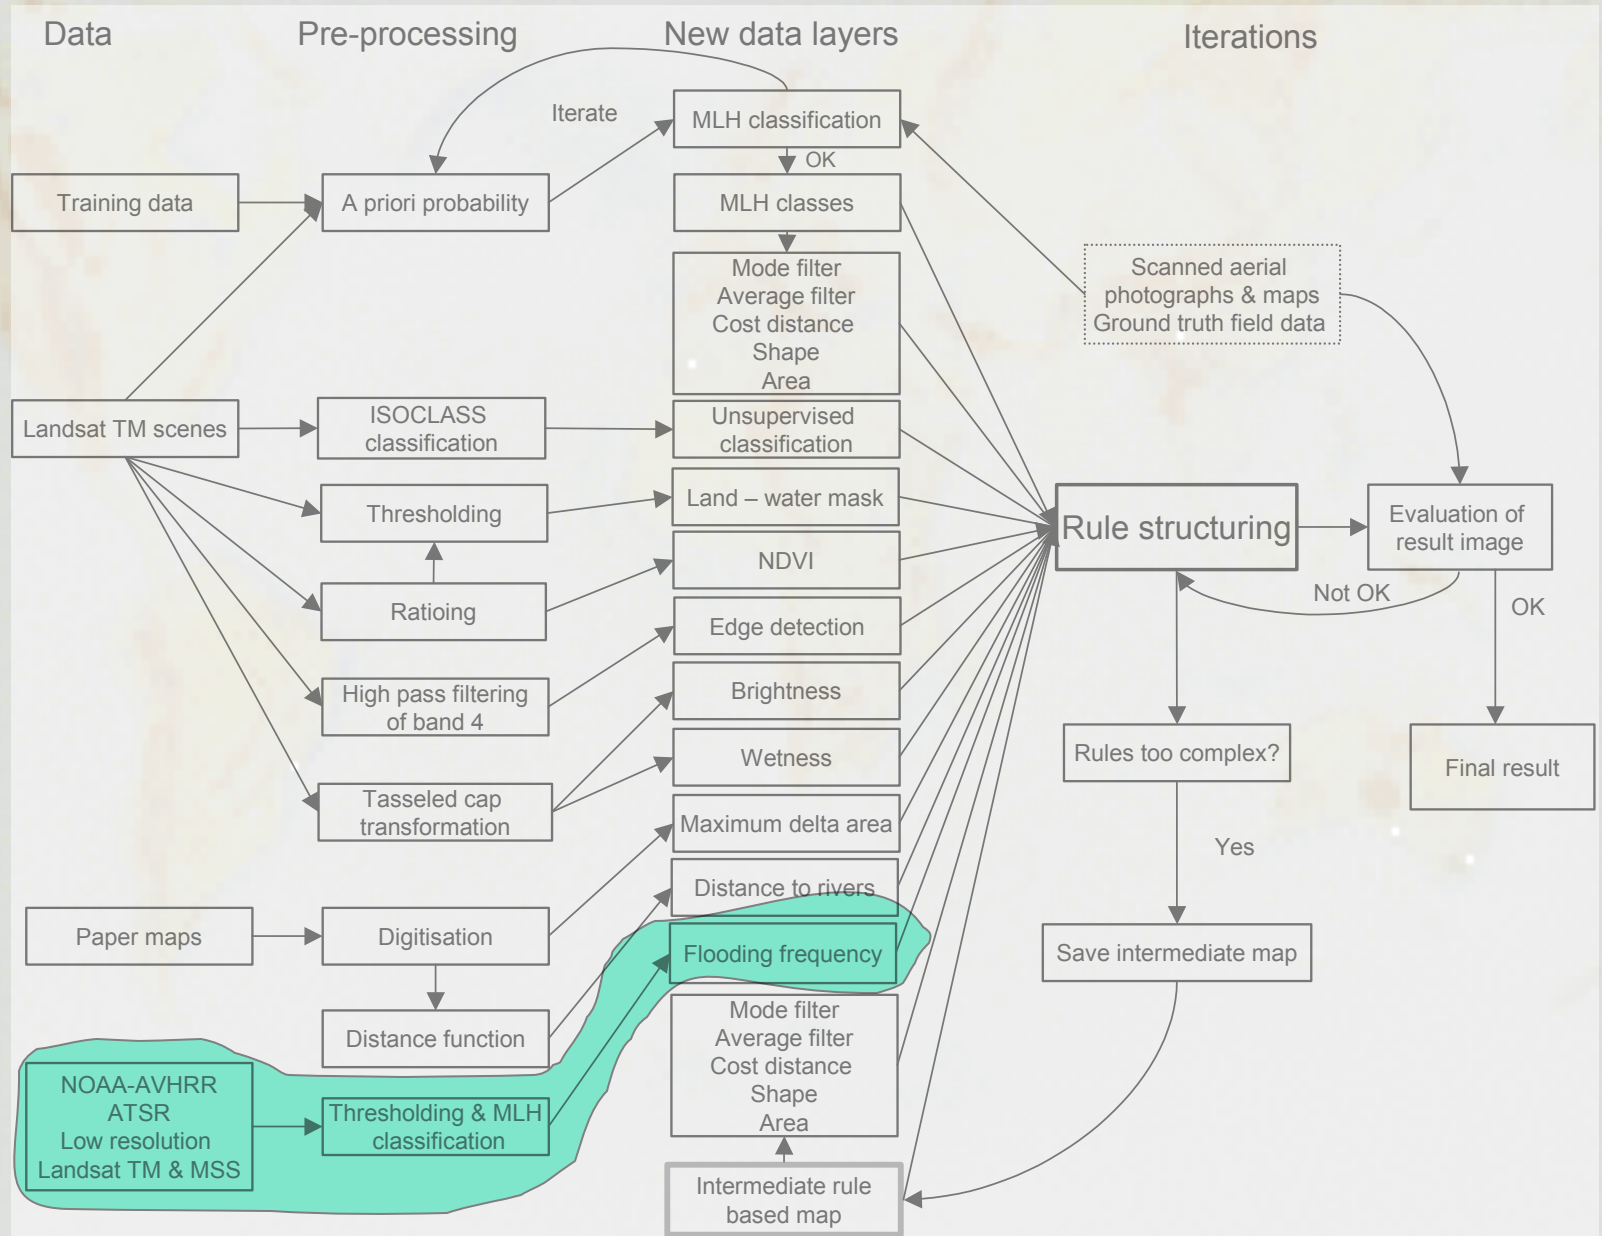 Data
Pre-processing
New data layers
Iterations
Iterate
MLH classification
OK
Training data
A priori probability
MLH classes
Mode filter
Average filter
Cost distance
Shape
Area
Scanned aerial
photographs & maps
Ground truth field data
Landsat TM scenes
ISOCLASS
classification
Unsupervised
classification
Thresholding
Land – water mask
Rule structuring
Evaluation of
result image
NDVI
Not OK
OK
Ratioing
Edge detection
High pass filtering
of band 4
Brightness
Wetness
Rules too complex?
Final result
Tasseled cap
transformation
Maximum delta area
Yes
Distance to rivers
Paper maps
Digitisation
Flooding frequency
Save intermediate map
Distance function
Mode filter
Average filter
Cost distance
Shape
Area
NOAA-AVHRR
ATSR
Low resolution
Landsat TM & MSS
Thresholding & MLH
classification
Intermediate rule
based map